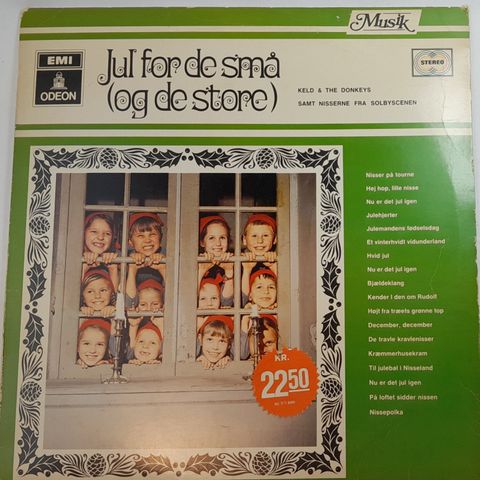 Musik
EMI
ODEON
Jul for de små
(og de store)
STEREO
KELD & THE DONKEYS
SAMT NISSERNE FRA SOLBYSCENEN
Nisser på tourne
Hej hop, lille nisse
Nu er det jul igen
Julehjerter
Julemandens fødselsdag
Et vinterhvidt vidunderland
Hvid jul
Nu er det jul igen
Bjældeklang
Kender I den om Rudolf
Højt fra træets grønne top
December, december
De travle kravlenisser
Kræmmerhusekram
Til julebal i Nisseland
Nu er det jul igen
På loftet sidder nissen
Nissepolka
KR.
2250